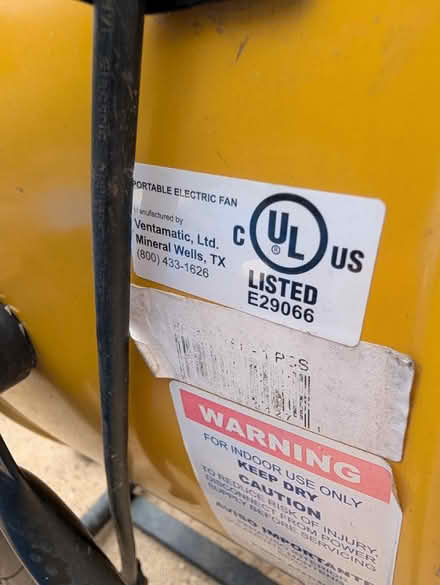 PORTABLE ELECTRIC FAN
Manufactured by
Ventamatic, Ltd.
Mineral Wells, TX
(800) 433-1626
C UL US
®
LISTED
E29066
WARNING
FOR INDOOR USE ONLY
KEEP DRY
CAUTION
TO REDUCE RISK OF INJURY,
DISCONNECT FROM POWER
SUPPLY BEFORE SERVICING
AVISO IMPORTANT